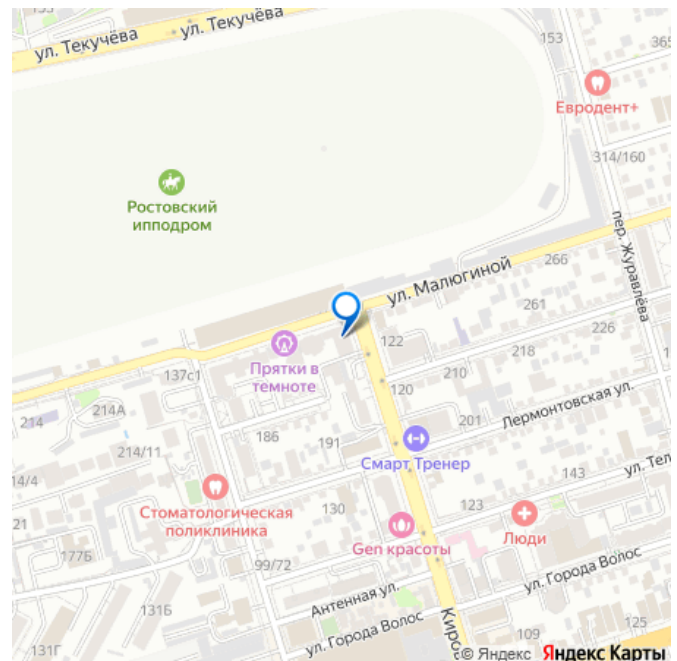 ул. Текучёва
ул. Текучёва
153
365
Евродент+
314/160
Ростовский
ипподром
пер. Журавлёва
ул. Малюгиной
266
261
226
122
218
210
120
Прятки в
темноте
137с1
214
214А
Лермонтовская ул.
201
186
191
214/11
Смарт Тренер
14/4
143
ул. Тел
Стоматологическая
поликлиника
130
123
21
Люди
Gen красоты
177Б
99/72
Антенная ул.
ул. Города Волос
131Б
ул. Города Волос
Киров
109
125
131Г
© Яндекс Яндекс Карты